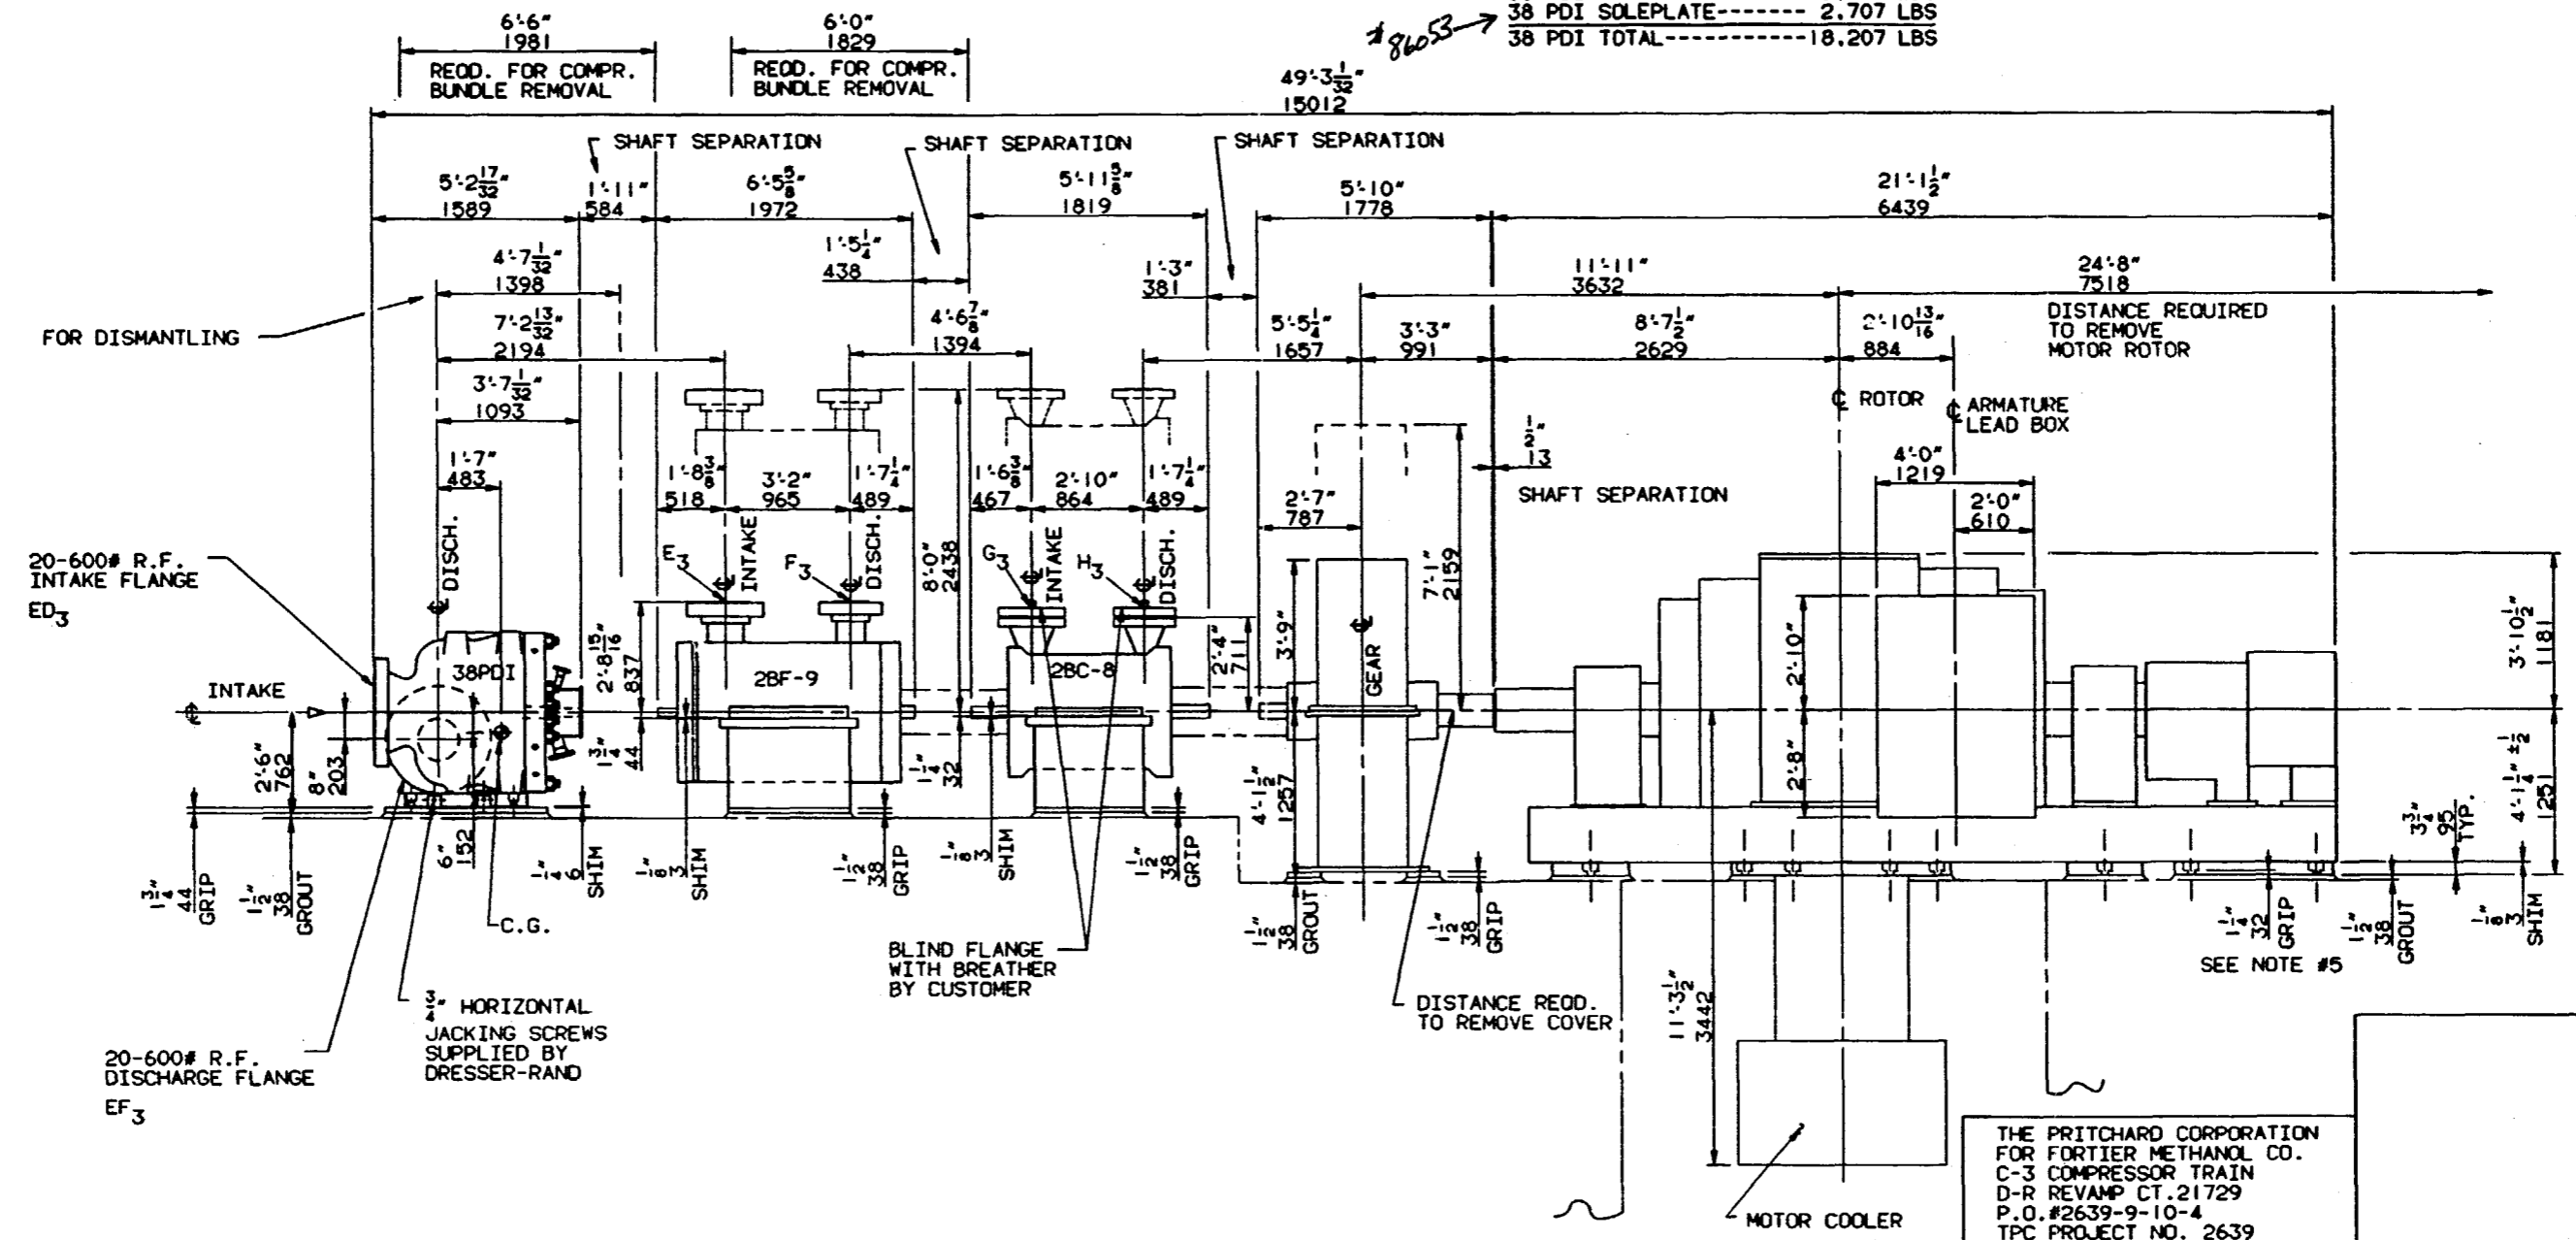 38 PDI SOLEPLATE------- 2.707 LBS
#86053
38 PDI TOTAL-----------18.207 LBS
6'-6"
1981
REQD. FOR COMPR.
BUNDLE REMOVAL
6'-0"
1829
REQD. FOR COMPR.
BUNDLE REMOVAL
49'-3 1/32"
15012
SHAFT SEPARATION
SHAFT SEPARATION
SHAFT SEPARATION
5'-2 17/32"
1589
1'-11"
584
6'-5 5/8"
1972
5'-11 5/8"
1819
5'-10"
1778
21'-1 1/2"
6439
4'-7 1/32"
1398
1'-5 1/4"
438
1'-3"
381
11'-11"
3632
24'-8"
7518
DISTANCE REQUIRED
TO REMOVE
MOTOR ROTOR
FOR DISMANTLING
7'-2 13/32"
2194
4'-6 7/8"
1394
5'-5 1/4"
1657
3'-3"
991
8'-7 1/2"
2629
2'-10 13/16"
884
3'-7 1/32"
1093
℄ ROTOR
℄ ARMATURE
LEAD BOX
1'-7"
483
1'-8 3/8"
518
3'-2"
965
1'-7 1/4"
489
1'-6 3/8"
467
2'-10"
864
1'-7 1/4"
489
2'-7"
787
1/2"
13
SHAFT SEPARATION
4'-0"
1219
2'-0"
610
20-600# R.F.
INTAKE FLANGE
ED3
℄ DISCH.
E3
℄ INTAKE
F3
℄ DISCH.
8'-0"
2438
G3
℄ INTAKE
H3
℄ DISCH.
7'-1"
2159
38PDI
2'-8 15/16"
837
2BF-9
2BC-8
2'-4"
711
3'-9"
℄
GEAR
2'-10"
3'-10 1/2"
1181
INTAKE
2'-6"
762
8"
203
6"
152
1 3/4"
44
1 1/4"
32
4'-1 1/2"
1257
2'-8"
4'-1 1/4" ± 1/2
1251
3 3/4"
95
TYP.
1 3/4"
44
GRIP
1 1/2"
38
GROUT
C.G.
1/4"
6
SHIM
1/8"
3
SHIM
1 1/2"
38
GRIP
1/8"
3
SHIM
1 1/2"
38
GRIP
1 1/2"
38
GROUT
1 1/2"
38
GRIP
1 1/4"
32
GRIP
1 1/2"
38
GROUT
1/8"
3
SHIM
SEE NOTE #5
BLIND FLANGE
WITH BREATHER
BY CUSTOMER
3/4" HORIZONTAL
JACKING SCREWS
SUPPLIED BY
DRESSER-RAND
DISTANCE REQD.
TO REMOVE COVER
11'-3 1/2"
3442
20-600# R.F.
DISCHARGE FLANGE
EF3
MOTOR COOLER
THE PRITCHARD CORPORATION
FOR FORTIER METHANOL CO.
C-3 COMPRESSOR TRAIN
D-R REVAMP CT.21729
P.O.#2639-9-10-4
TPC PROJECT NO. 2639